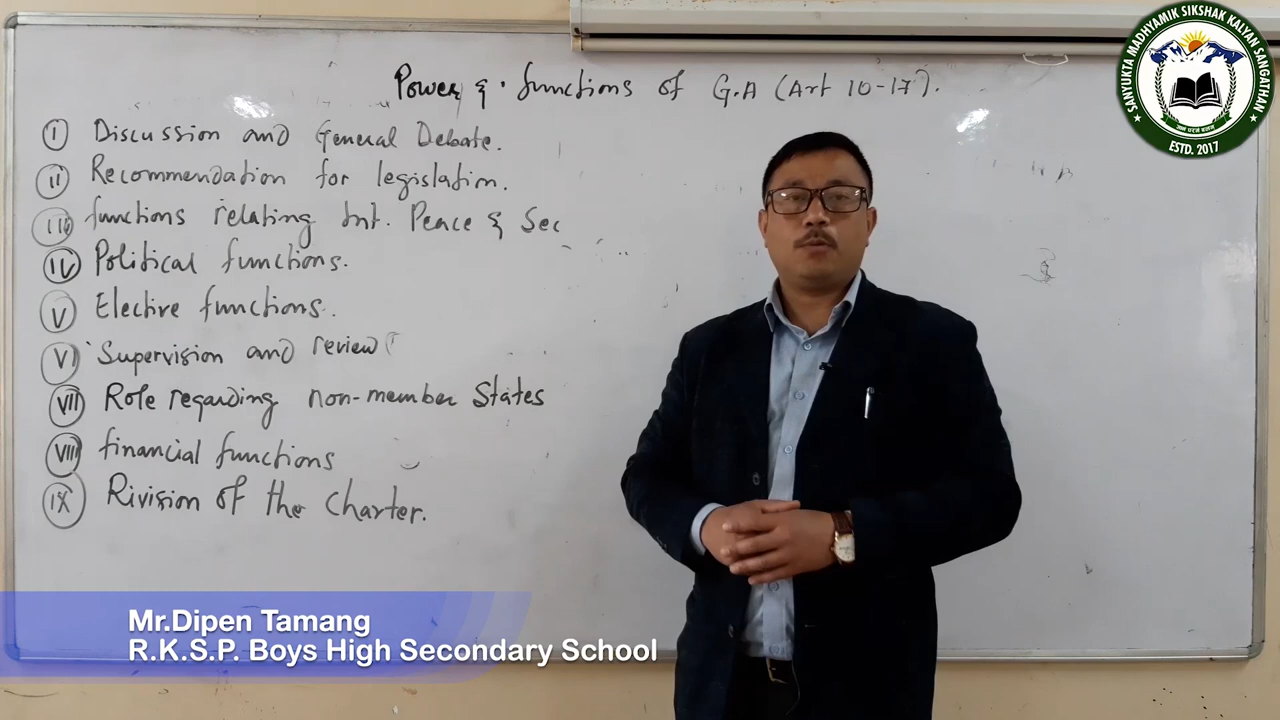 Power & functions of G.A (Art 10-17).
I Discussion and General Debate.
II Recommendation for legislation.
III functions relating Int. Peace & Sec
IV Political functions.
V Elective functions.
VI Supervision and review
VII Role regarding non-member States
VIII financial functions
IX Rivision of the Charter.
SANYUKTA MADHYAMIK SIKSHAK KALYAN SANGATHAN
ESTD. 2017
Mr.Dipen Tamang
R.K.S.P. Boys High Secondary School